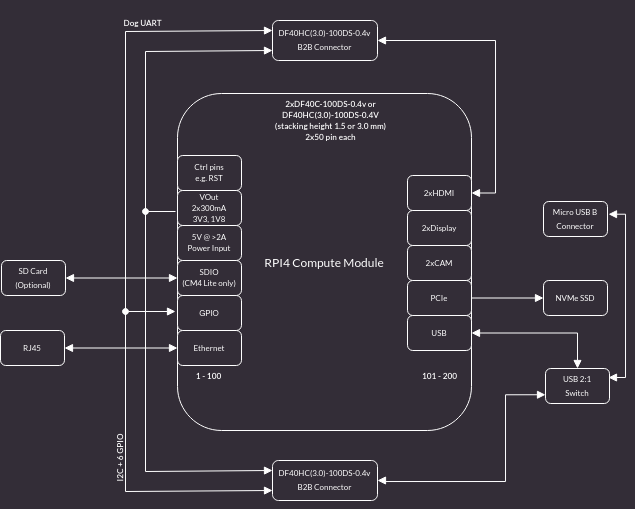 Dog UART
DF40HC(3.0)-100DS-0.4v
B2B Connector
2xDF40C-100DS-0.4v or
DF40HC(3.0)-100DS-0.4V
(stacking height 1.5 or 3.0 mm)
2x50 pin each
Ctrl pins
e.g. RST
VOut
2x300mA
3V3, 1V8
5V @ >2A
Power Input
SDIO
(CM4 Lite only)
GPIO
Ethernet
1 - 100
RPI4 Compute Module
2xHDMI
2xDisplay
2xCAM
PCIe
USB
101 - 200
SD Card
(Optional)
RJ45
Micro USB B
Connector
NVMe SSD
USB 2:1
Switch
I2C + 6 GPIO
DF40HC(3.0)-100DS-0.4v
B2B Connector